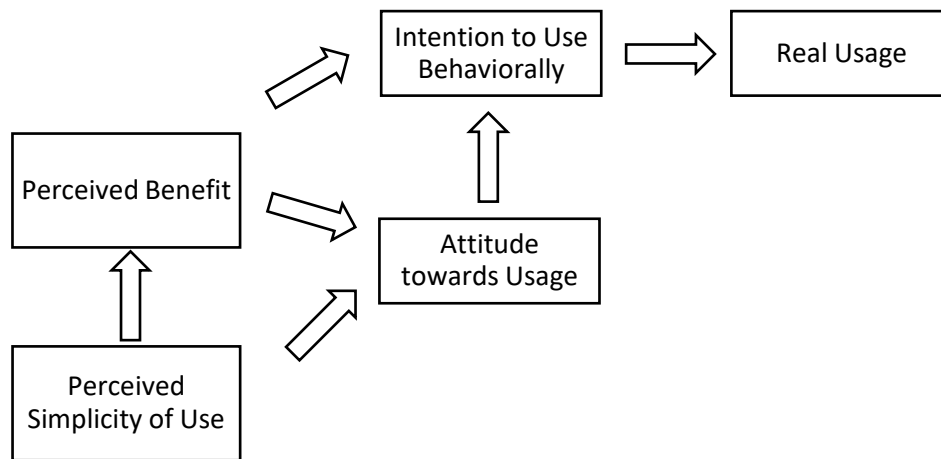 Intention to Use
Behaviorally
Real Usage
Perceived Benefit
Attitude
towards Usage
Perceived
Simplicity of Use